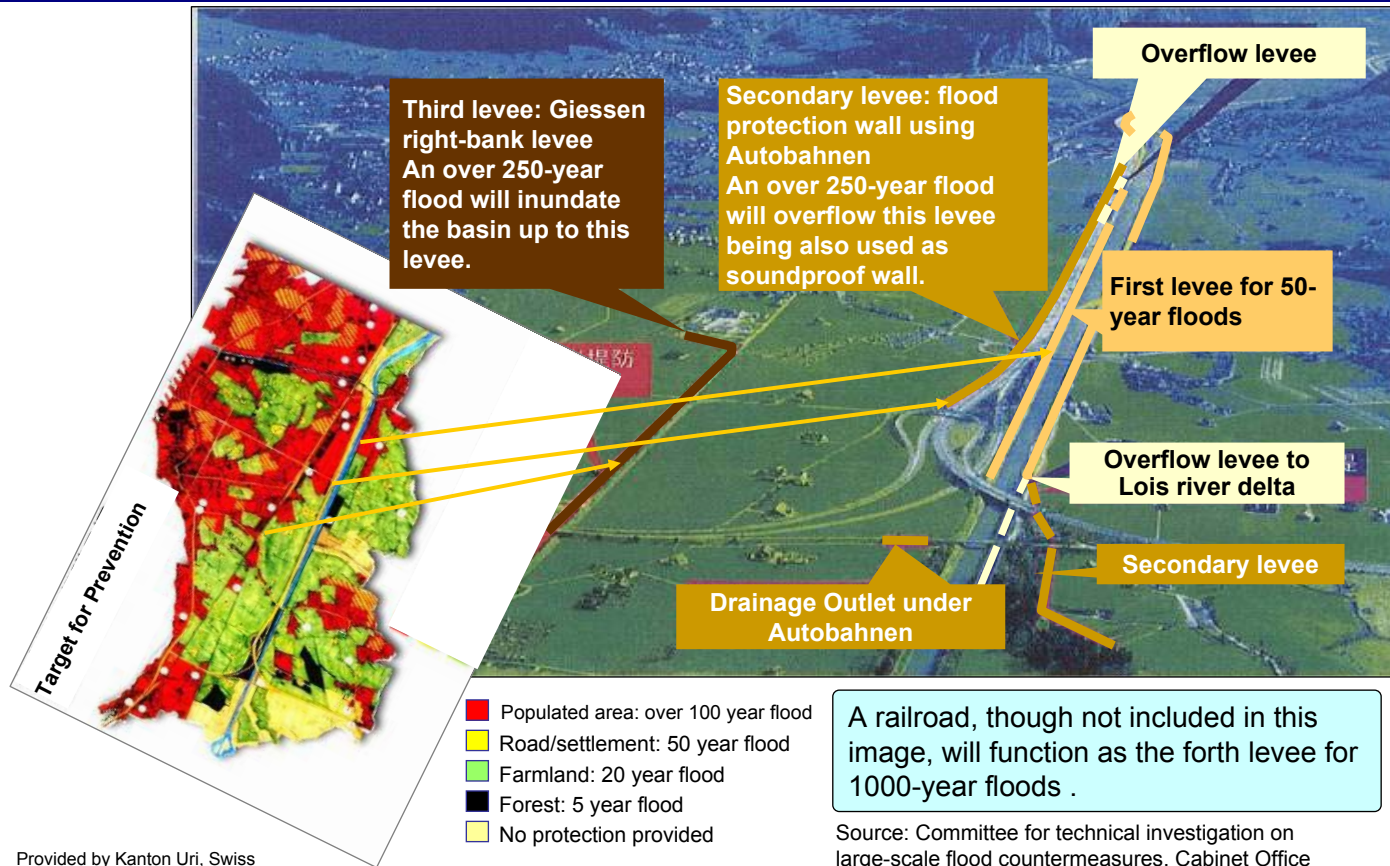 Overflow levee
Third levee: Giessen
right-bank levee
An over 250-year
flood will inundate
the basin up to this
levee.
Secondary levee: flood
protection wall using
Autobahnen
An over 250-year flood
will overflow this levee
being also used as
soundproof wall.
First levee for 50-
year floods
堤防
Overflow levee to
Lois river delta
Secondary levee
Drainage Outlet under
Autobahnen
Target for Prevention
Populated area: over 100 year flood
Road/settlement: 50 year flood
Farmland: 20 year flood
Forest: 5 year flood
No protection provided
A railroad, though not included in this
image, will function as the forth levee for
1000-year floods .
Provided by Kanton Uri, Swiss
Source: Committee for technical investigation on
large-scale flood countermeasures, Cabinet Office